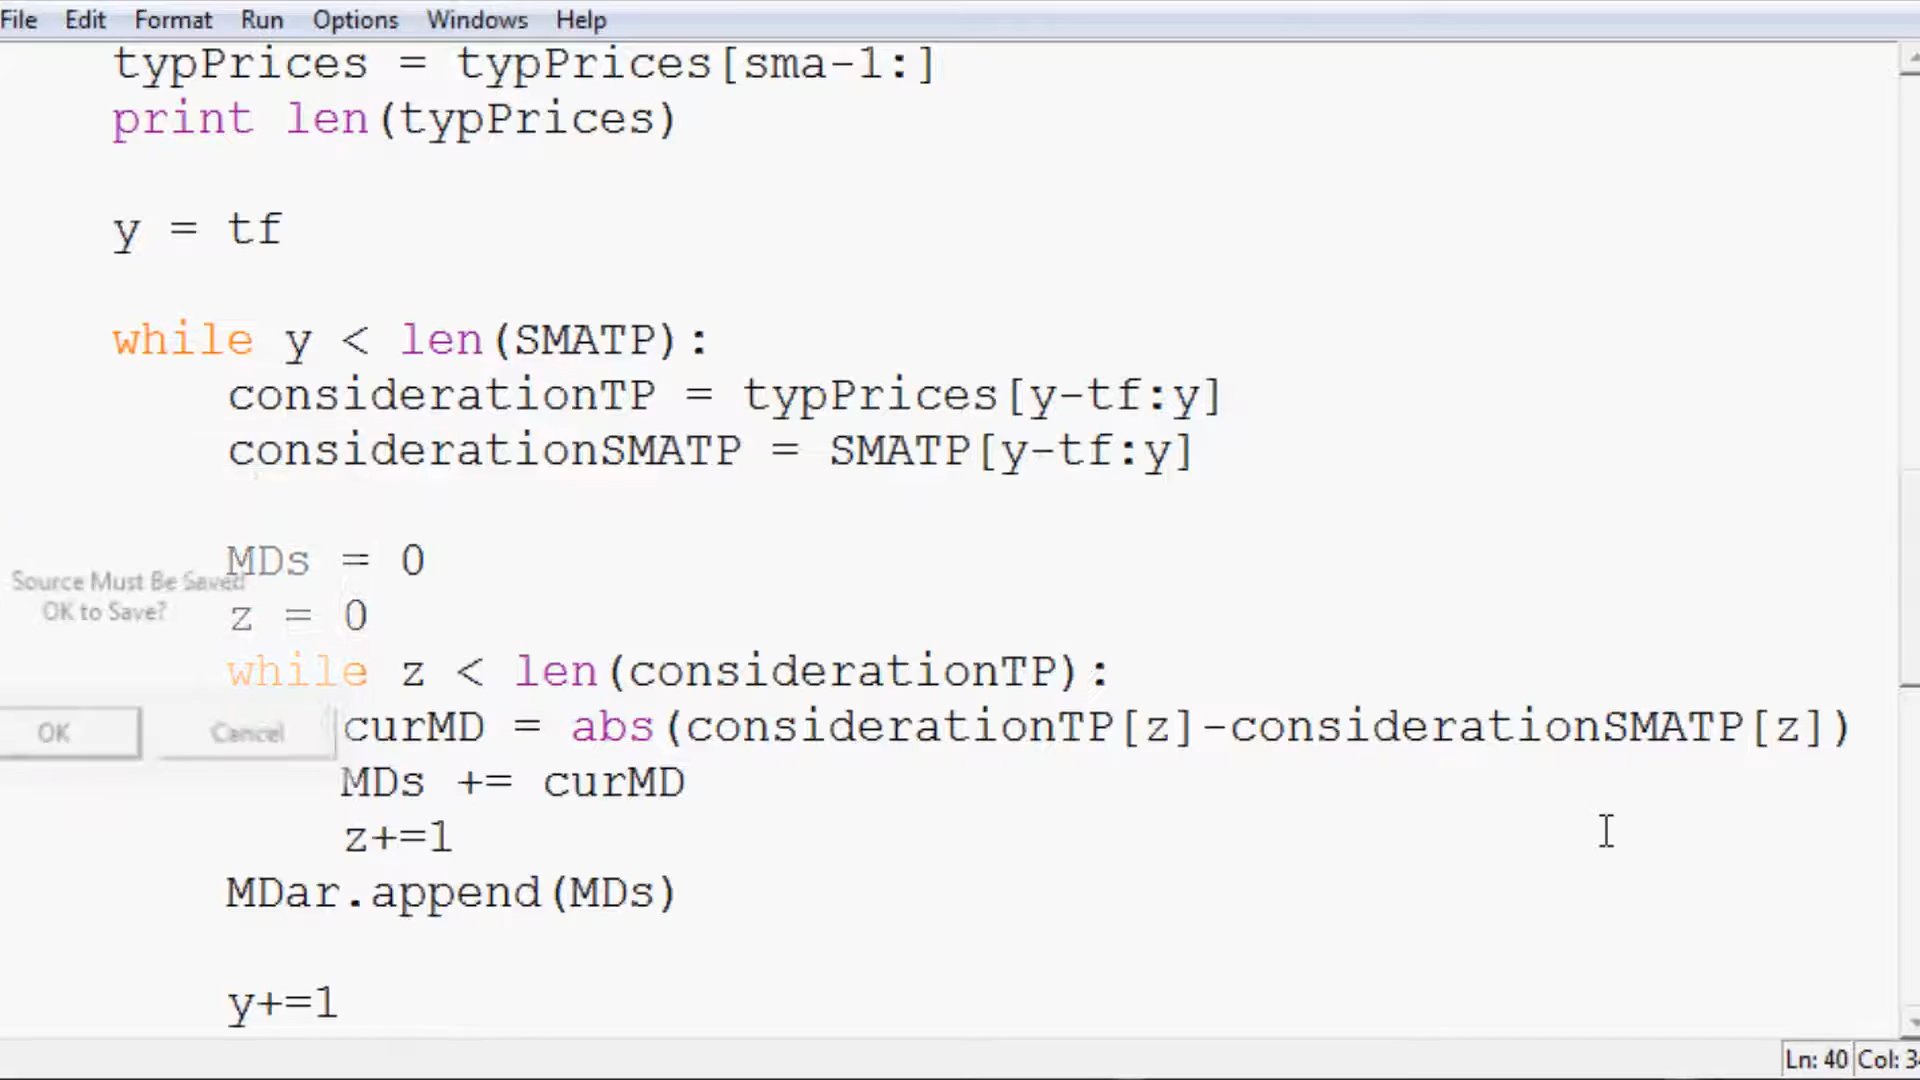 File Edit Format Run Options Windows Help
typPrices = typPrices[sma-1:]
print len(typPrices)
y = tf
while y < len(SMATP):
considerationTP = typPrices[y-tf:y]
considerationSMATP = SMATP[y-tf:y]
MDs = 0
Source Must Be Saved
OK to Save?
z = 0
while z < len(considerationTP):
curMD = abs(considerationTP[z]-considerationSMATP[z])
OK Cancel
MDs += curMD
z+=1
MDar.append(MDs)
y+=1
Ln: 40 Col: